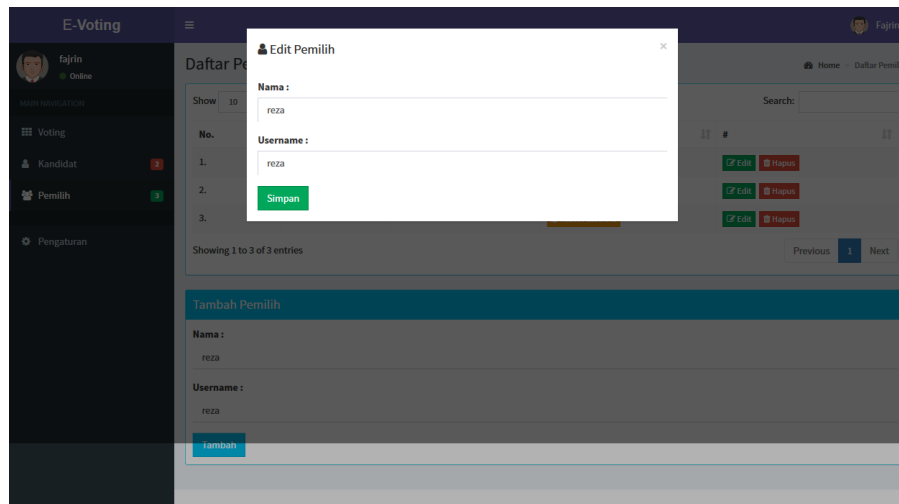 E-Voting
Fajrin
fajrin
Online
MAIN NAVIGATION
Voting
Kandidat 2
Pemilih 3
Pengaturan
Edit Pemilih ×
Nama :
reza
Username :
reza
Simpan
Daftar Pe
Home Daftar Pemili
Show 10
Search:
No. #
1. Edit Hapus
2. Edit Hapus
3. Edit Hapus
Showing 1 to 3 of 3 entries
Previous 1 Next
Tambah Pemilih
Nama :
reza
Username :
reza
Tambah